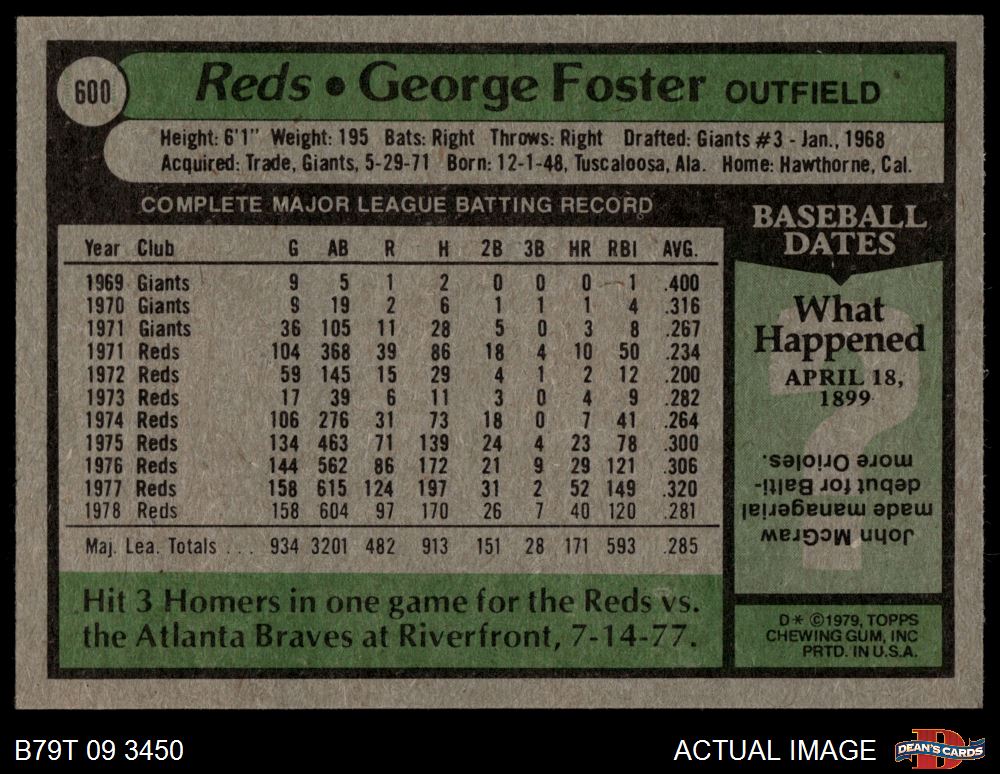 600
Reds • George Foster OUTFIELD
Height: 6'1" Weight: 195 Bats: Right Throws: Right Drafted: Giants #3 - Jan., 1968
Acquired: Trade, Giants, 5-29-71 Born: 12-1-48, Tuscaloosa, Ala. Home: Hawthorne, Cal.
COMPLETE MAJOR LEAGUE BATTING RECORD
Year Club G AB R H 2B 3B HR RBI AVG.
1969 Giants 9 5 1 2 0 0 0 1 .400
1970 Giants 9 19 2 6 1 1 1 4 .316
1971 Giants 36 105 11 28 5 0 3 8 .267
1971 Reds 104 368 39 86 18 4 10 50 .234
1972 Reds 59 145 15 29 4 1 2 12 .200
1973 Reds 17 39 6 11 3 0 4 9 .282
1974 Reds 106 276 31 73 18 0 7 41 .264
1975 Reds 134 463 71 139 24 4 23 78 .300
1976 Reds 144 562 86 172 21 9 29 121 .306
1977 Reds 158 615 124 197 31 2 52 149 .320
1978 Reds 158 604 97 170 26 7 40 120 .281
Maj. Lea. Totals . . . 934 3201 482 913 151 28 171 593 .285
Hit 3 Homers in one game for the Reds vs.
the Atlanta Braves at Riverfront, 7-14-77.
BASEBALL
DATES
What
Happened
APRIL 18,
1899
?
John McGraw
made managerial
debut for Balti-
more Orioles.
D* ©1979, TOPPS
CHEWING GUM, INC
PRTD. IN U.S.A.
B79T 09 3450
ACTUAL IMAGE
DEAN'S CARDS